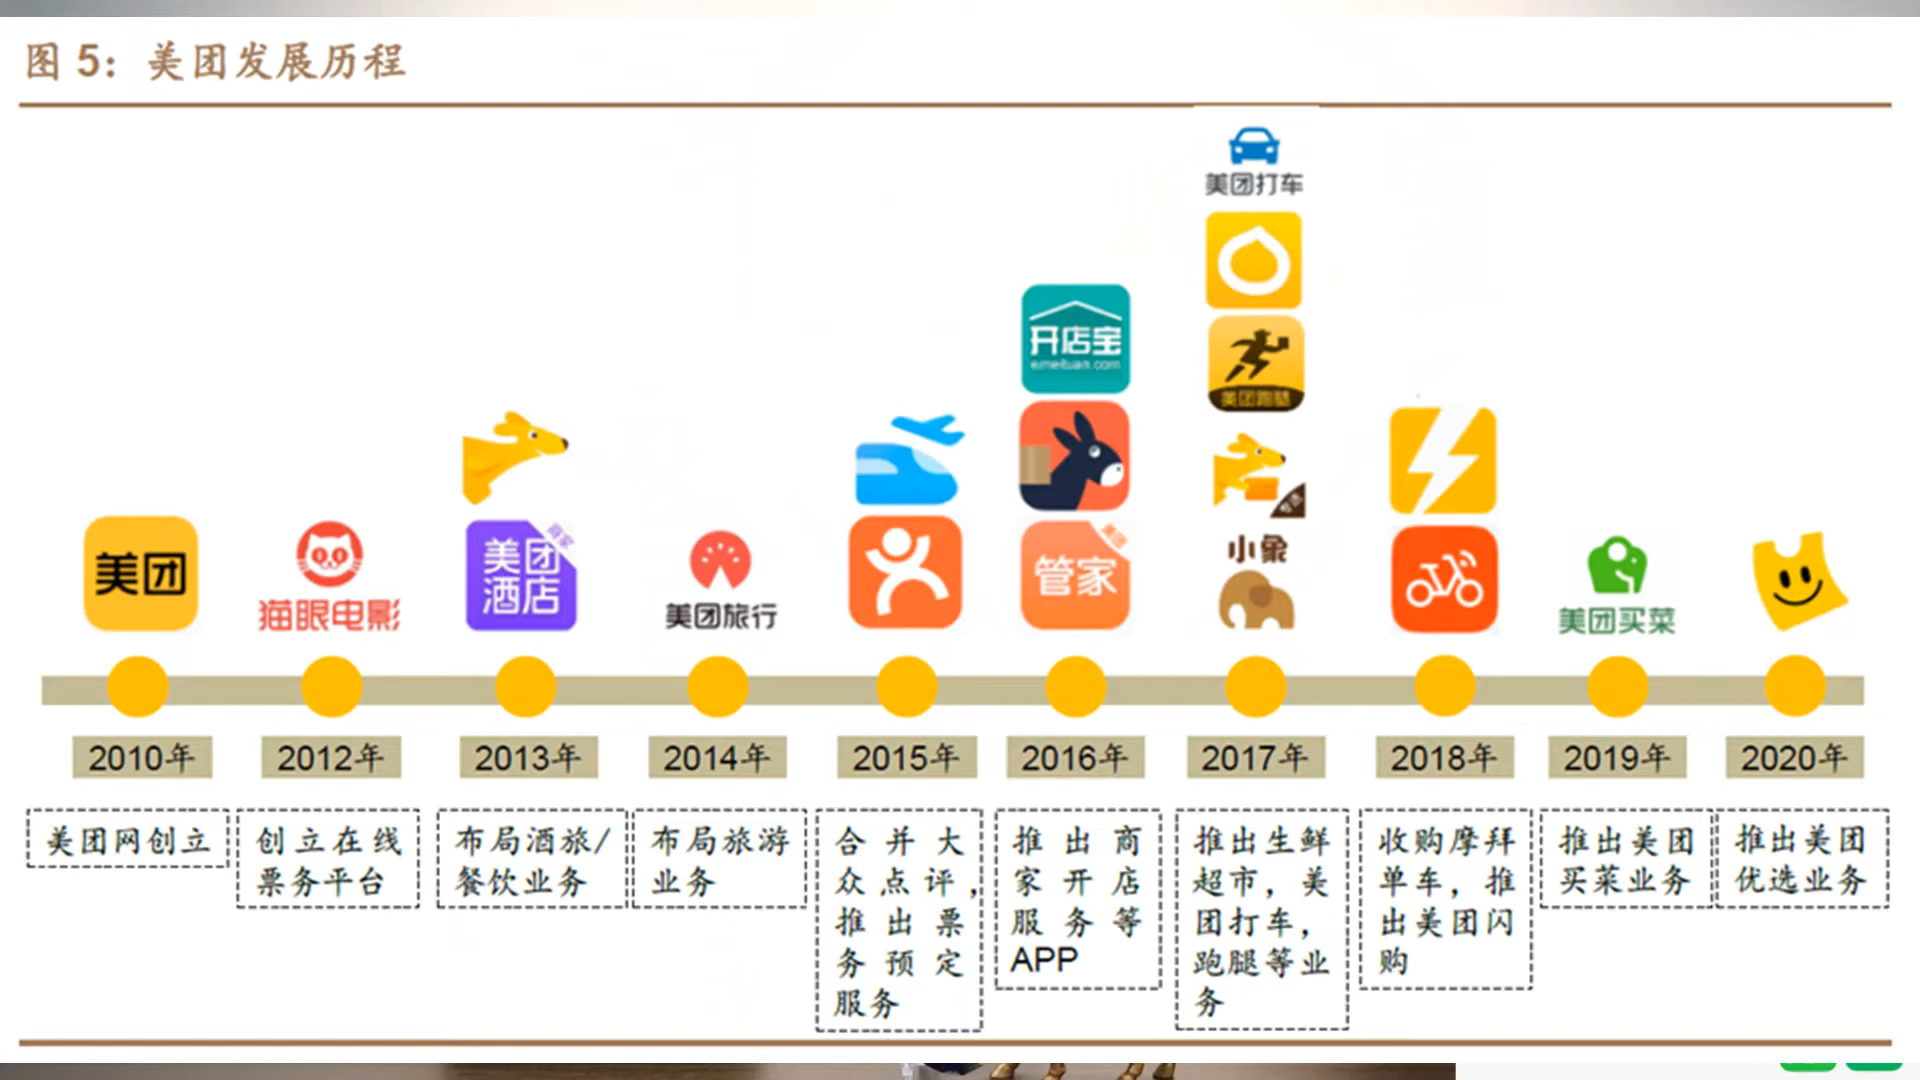 图 5：美团发展历程
美团打车
开店宝
e.meituan.com
美团跑腿
美团
猫眼电影
美团
酒店
商家
美团旅行
管家
美团
专送
小象
美团买菜
2010年
2012年
2013年
2014年
2015年
2016年
2017年
2018年
2019年
2020年
美团网创立
创立在线
票务平台
布局酒旅/
餐饮业务
布局旅游
业务
合并大
众点评，
推出票
务预定
服务
推出商
家开店
服务等
APP
推出生鲜
超市，美
团打车，
跑腿等业
务
收购摩拜
单车，推
出美团闪
购
推出美团
买菜业务
推出美团
优选业务